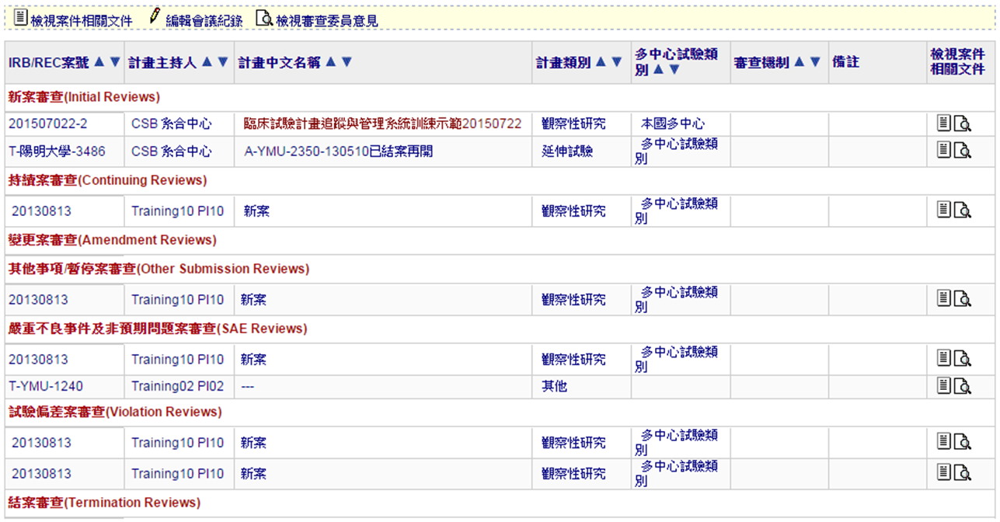 檢視案件相關文件 編輯會議紀錄 檢視審查委員意見
IRB/REC案號▲▼ 計畫主持人▲▼ 計畫中文名稱▲▼ 計畫類別▲▼ 多中心試驗類別▲▼ 審查機制▲▼ 備註 檢視案件相關文件
新案審查(Initial Reviews)
201507022-2 CSB 系合中心 臨床試驗計畫追蹤與管理系統訓練示範20150722 觀察性研究 本國多中心
T-陽明大學-3486 CSB 系合中心 A-YMU-2350-130510已結案再開 延伸試驗 多中心試驗類別
持續案審查(Continuing Reviews)
20130813 Training10 PI10 新案 觀察性研究 多中心試驗類別
變更案審查(Amendment Reviews)
其他事項/暫停案審查(Other Submission Reviews)
20130813 Training10 PI10 新案 觀察性研究 多中心試驗類別
嚴重不良事件及非預期問題案審查(SAE Reviews)
20130813 Training10 PI10 新案 觀察性研究 多中心試驗類別
T-YMU-1240 Training02 PI02 --- 其他
試驗偏差案審查(Violation Reviews)
20130813 Training10 PI10 新案 觀察性研究 多中心試驗類別
20130813 Training10 PI10 新案 觀察性研究 多中心試驗類別
結案審查(Termination Reviews)